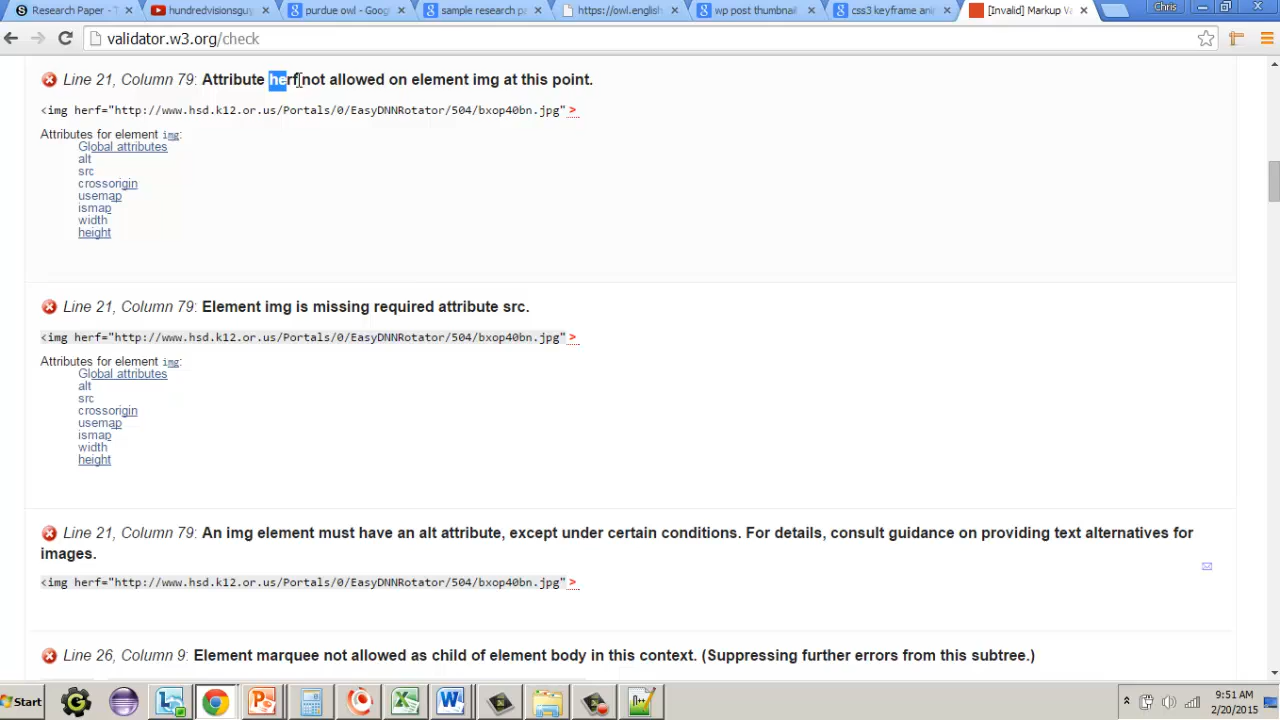 Research Paper - T
hundredvisionsguy
purdue owl - Goog
sample research pa
https://owl.english
wp post thumbnail
css3 keyframe ani
[Invalid] Markup Va
Chris
validator.w3.org/check
Line 21, Column 79: Attribute herf not allowed on element img at this point.
<img herf="http://www.hsd.k12.or.us/Portals/0/EasyDNNRotator/504/bxop40bn.jpg">
Attributes for element img:
Global attributes
alt
src
crossorigin
usemap
ismap
width
height
Line 21, Column 79: Element img is missing required attribute src.
<img herf="http://www.hsd.k12.or.us/Portals/0/EasyDNNRotator/504/bxop40bn.jpg">
Attributes for element img:
Global attributes
alt
src
crossorigin
usemap
ismap
width
height
Line 21, Column 79: An img element must have an alt attribute, except under certain conditions. For details, consult guidance on providing text alternatives for
images.
<img herf="http://www.hsd.k12.or.us/Portals/0/EasyDNNRotator/504/bxop40bn.jpg">
Line 26, Column 9: Element marquee not allowed as child of element body in this context. (Suppressing further errors from this subtree.)
Start
9:51 AM
2/20/2015